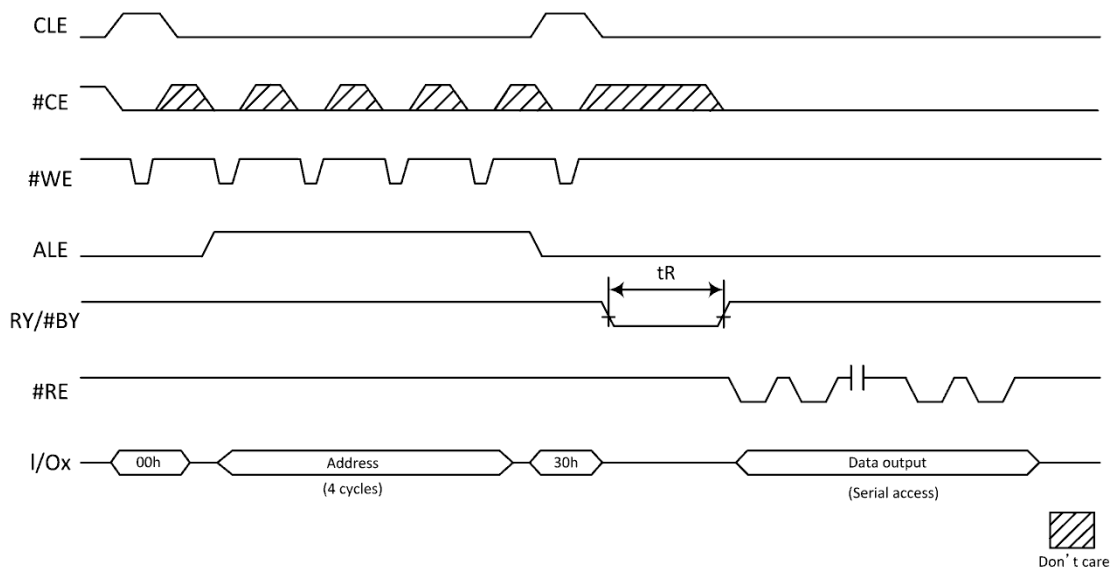 CLE
#CE
#WE
ALE
tR
RY/#BY
#RE
I/Ox
00h
Address
30h
Data output
(4 cycles)
(Serial access)
Don't care